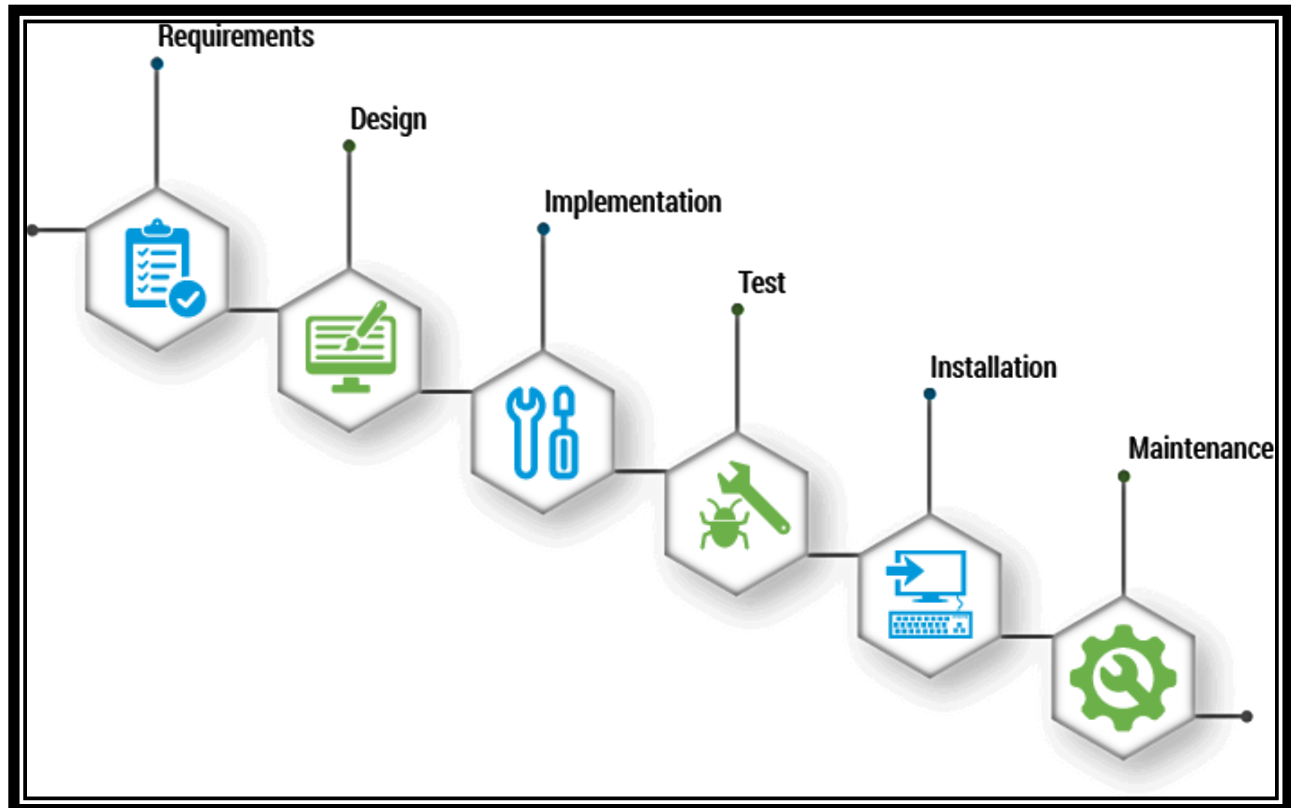 Requirements
Design
Implementation
Test
Installation
Maintenance